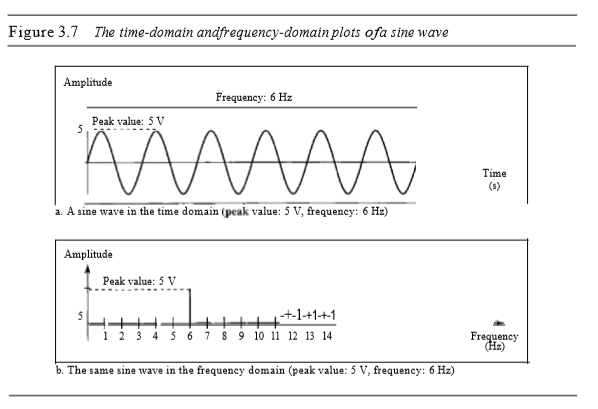 Figure 3.7 The time-domain andfrequency-domain plots ofa sine wave
Amplitude
Frequency: 6 Hz
Peak value: 5 V
5
Time
(s)
a. A sine wave in the time domain (peak value: 5 V, frequency: 6 Hz)
Amplitude
Peak value: 5 V
5
-+-1-+1-+-1
1 2 3 4 5 6 7 8 9 10 11 12 13 14
Frequency
(Hz)
b. The same sine wave in the frequency domain (peak value: 5 V, frequency: 6 Hz)